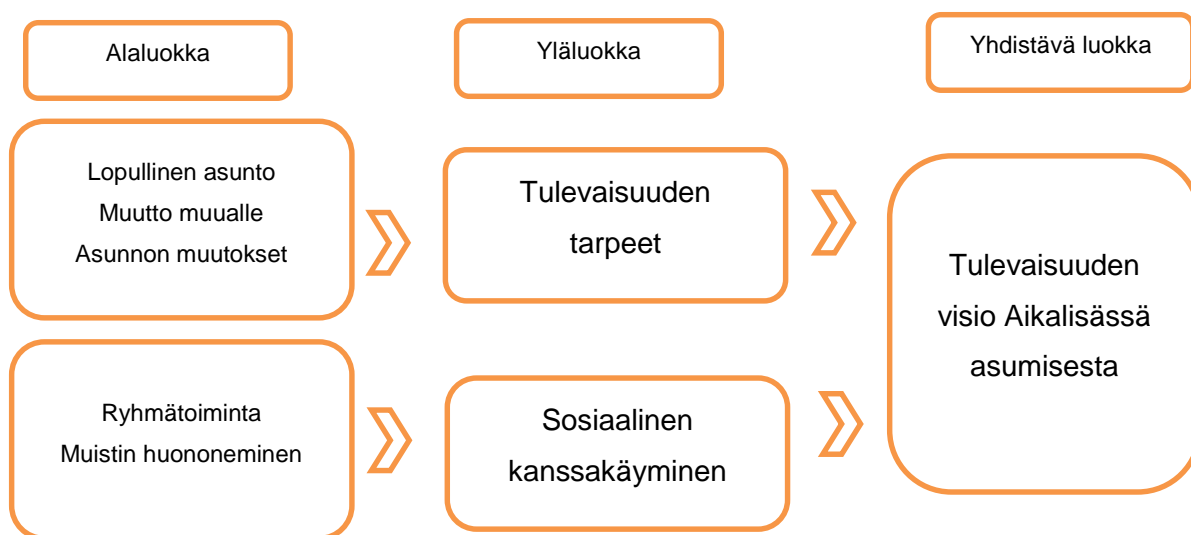 Alaluokka
Yläluokka
Yhdistävä luokka
Lopullinen asunto
Muutto muualle
Asunnon muutokset
Tulevaisuuden
tarpeet
Tulevaisuuden
visio Aikalisässä
asumisesta
Ryhmätoiminta
Muistin huononeminen
Sosiaalinen
kanssakäyminen